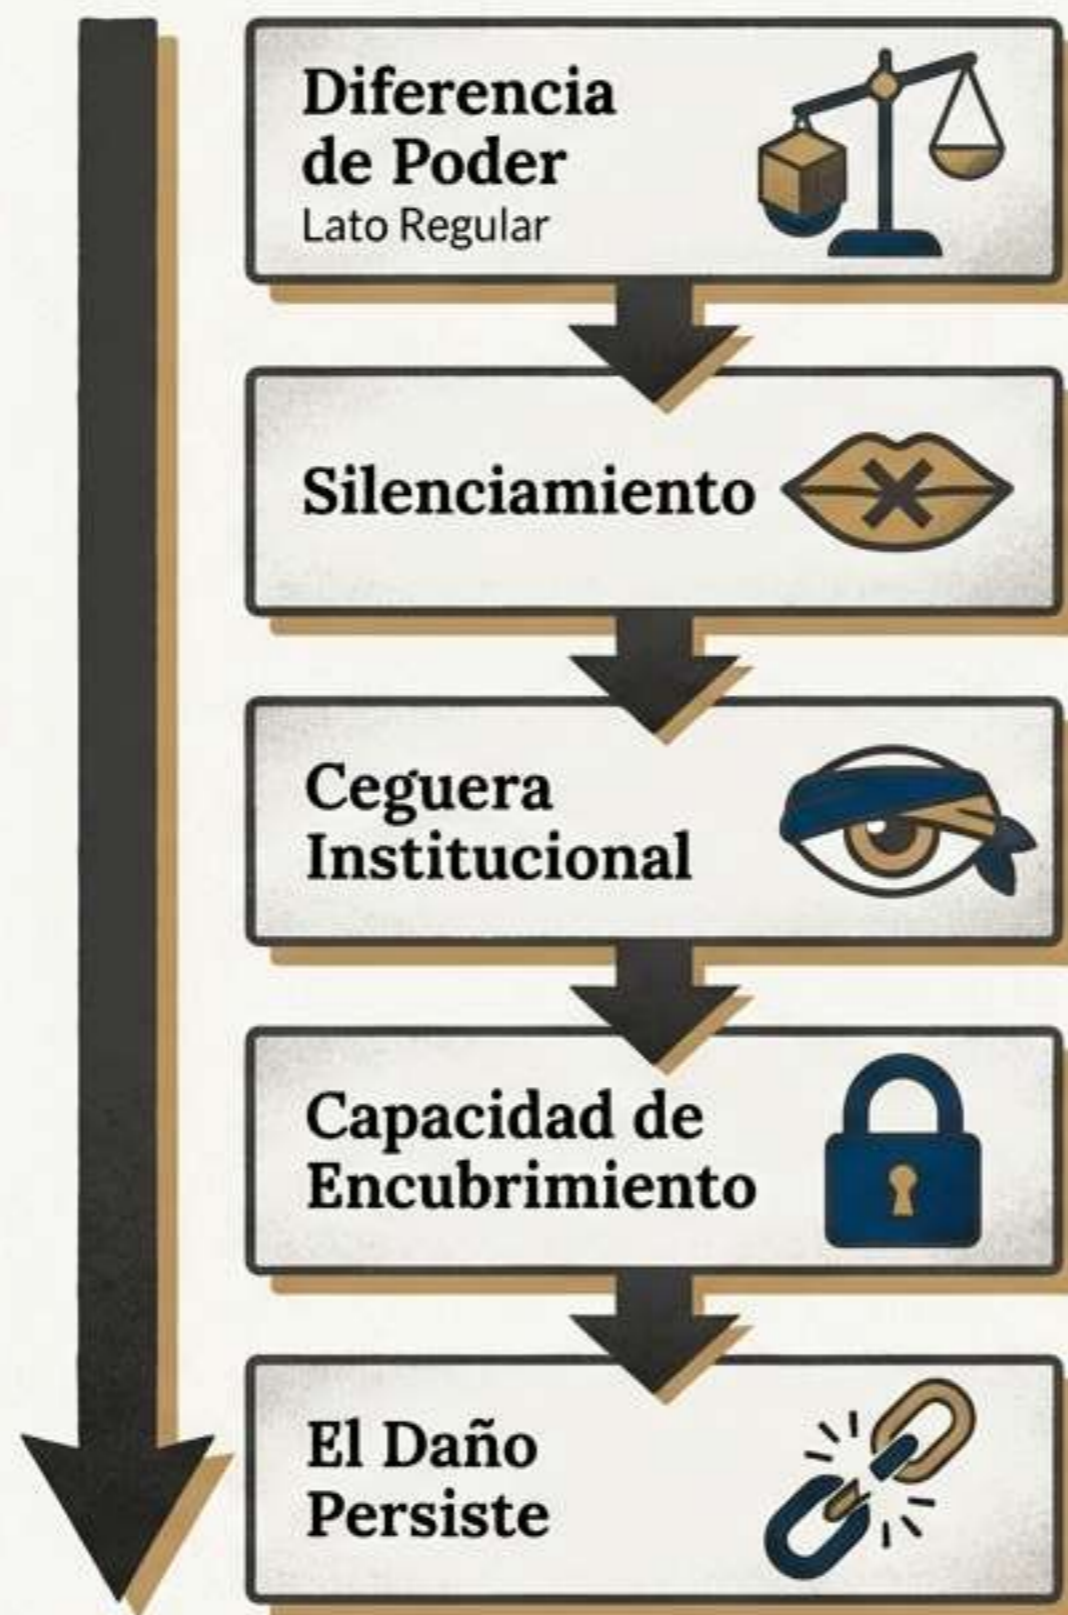 Diferencia
de Poder
Lato Regular
Silenciamiento
Ceguera
Institucional
Capacidad de
Encubrimiento
El Daño
Persiste